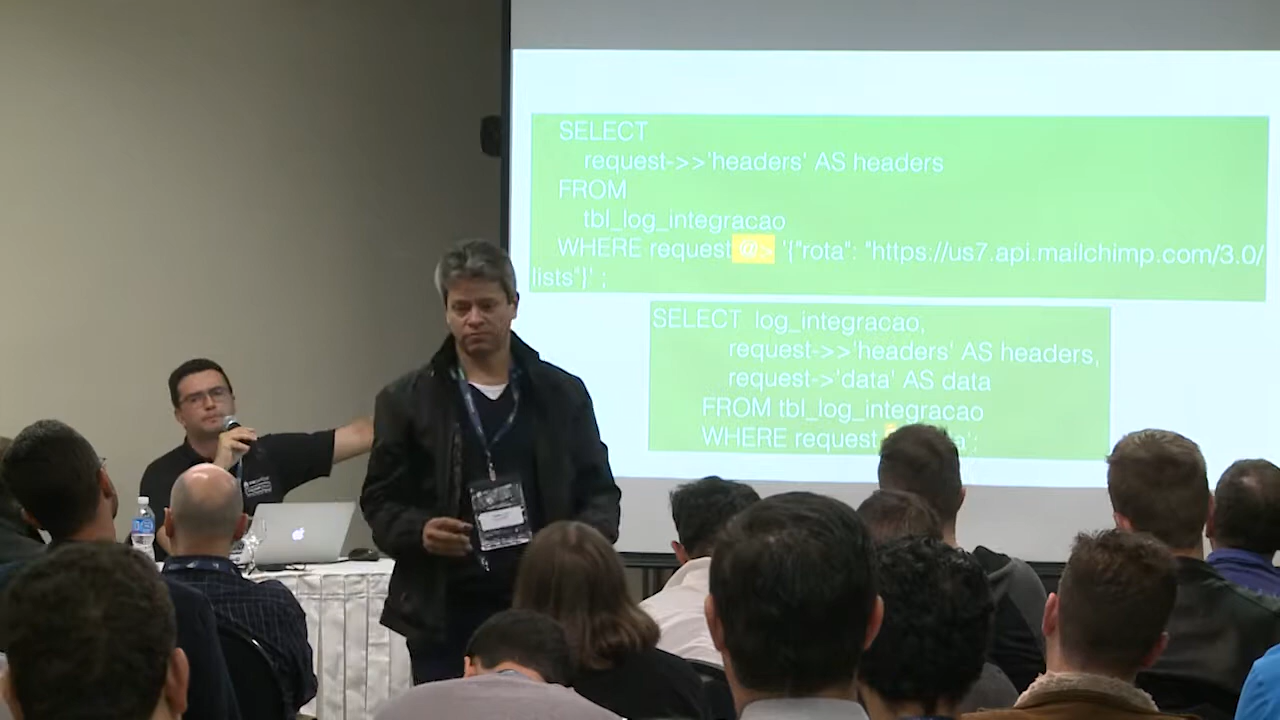 SELECT
request->>'headers' AS headers
FROM
tbl_log_integracao
WHERE request @> '{"rota": "https://us7.api.mailchimp.com/3.0/
lists"}' ;
SELECT log_integracao,
request->>'headers' AS headers,
request->'data' AS data
FROM tbl_log_integracao
WHERE request